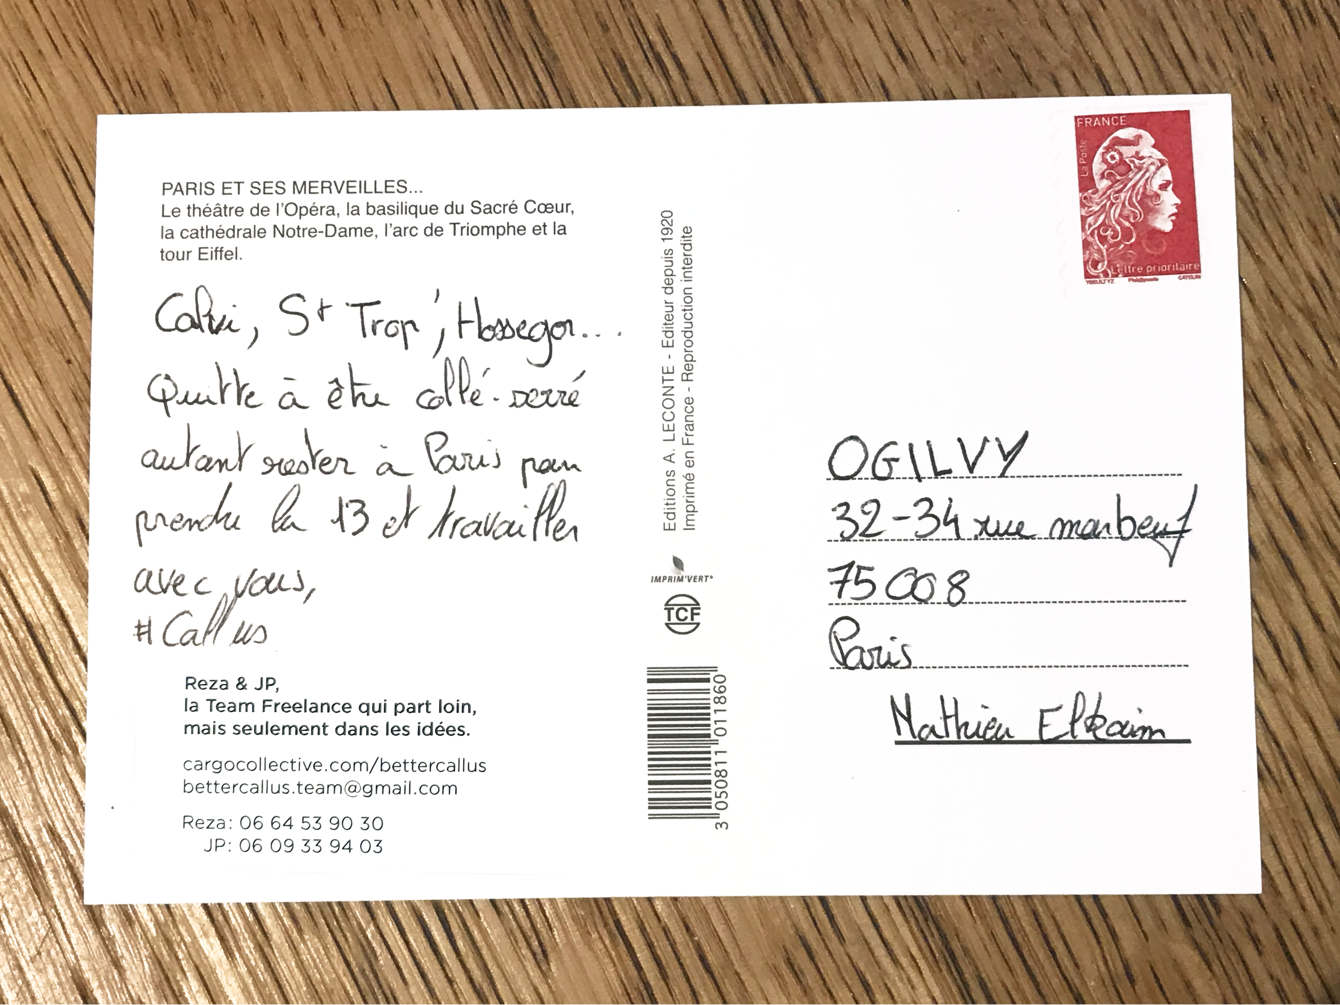 PARIS ET SES MERVEILLES...
Le théâtre de l'Opéra, la basilique du Sacré Cœur,
la cathédrale Notre-Dame, l'arc de Triomphe et la
tour Eiffel.
Calvi, St Trop', Hossegor...
Quitte à être collé-serré
autant rester à Paris pour
prendre la 13 et travailler
avec vous,
#Call us
Reza & JP,
la Team Freelance qui part loin,
mais seulement dans les idées.
cargocollective.com/bettercallus
bettercallus.team@gmail.com
Reza: 06 64 53 90 30
JP: 06 09 33 94 03
Editions A. LECONTE - Editeur depuis 1920
Imprimé en France - Reproduction interdite
IMPRIM'VERT®
TCF
3 050811 011860
FRANCE
La Poste
Lettre prioritaire
OGILVY
32-34 rue marbeuf
75008
Paris
Mathieu Elkaim